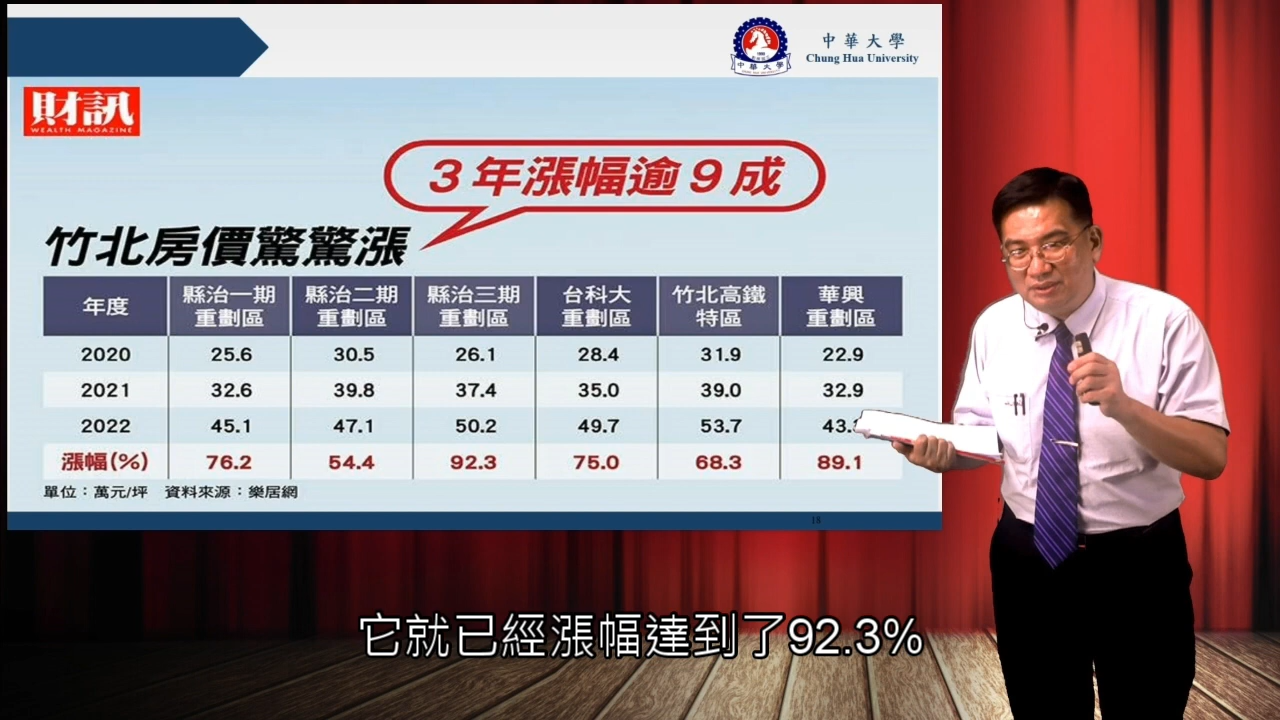 中華大學
Chung Hua University
中華大學
財訊
WEALTH MAGAZINE
3年漲幅逾9成
竹北房價驚驚漲
年度 縣治一期重劃區 縣治二期重劃區 縣治三期重劃區 台科大重劃區 竹北高鐵特區 華興重劃區
2020 25.6 30.5 26.1 28.4 31.9 22.9
2021 32.6 39.8 37.4 35.0 39.0 32.9
2022 45.1 47.1 50.2 49.7 53.7 43.
漲幅(%) 76.2 54.4 92.3 75.0 68.3 89.1
單位：萬元/坪 資料來源：樂居網
18
它就已經漲幅達到了92.3%